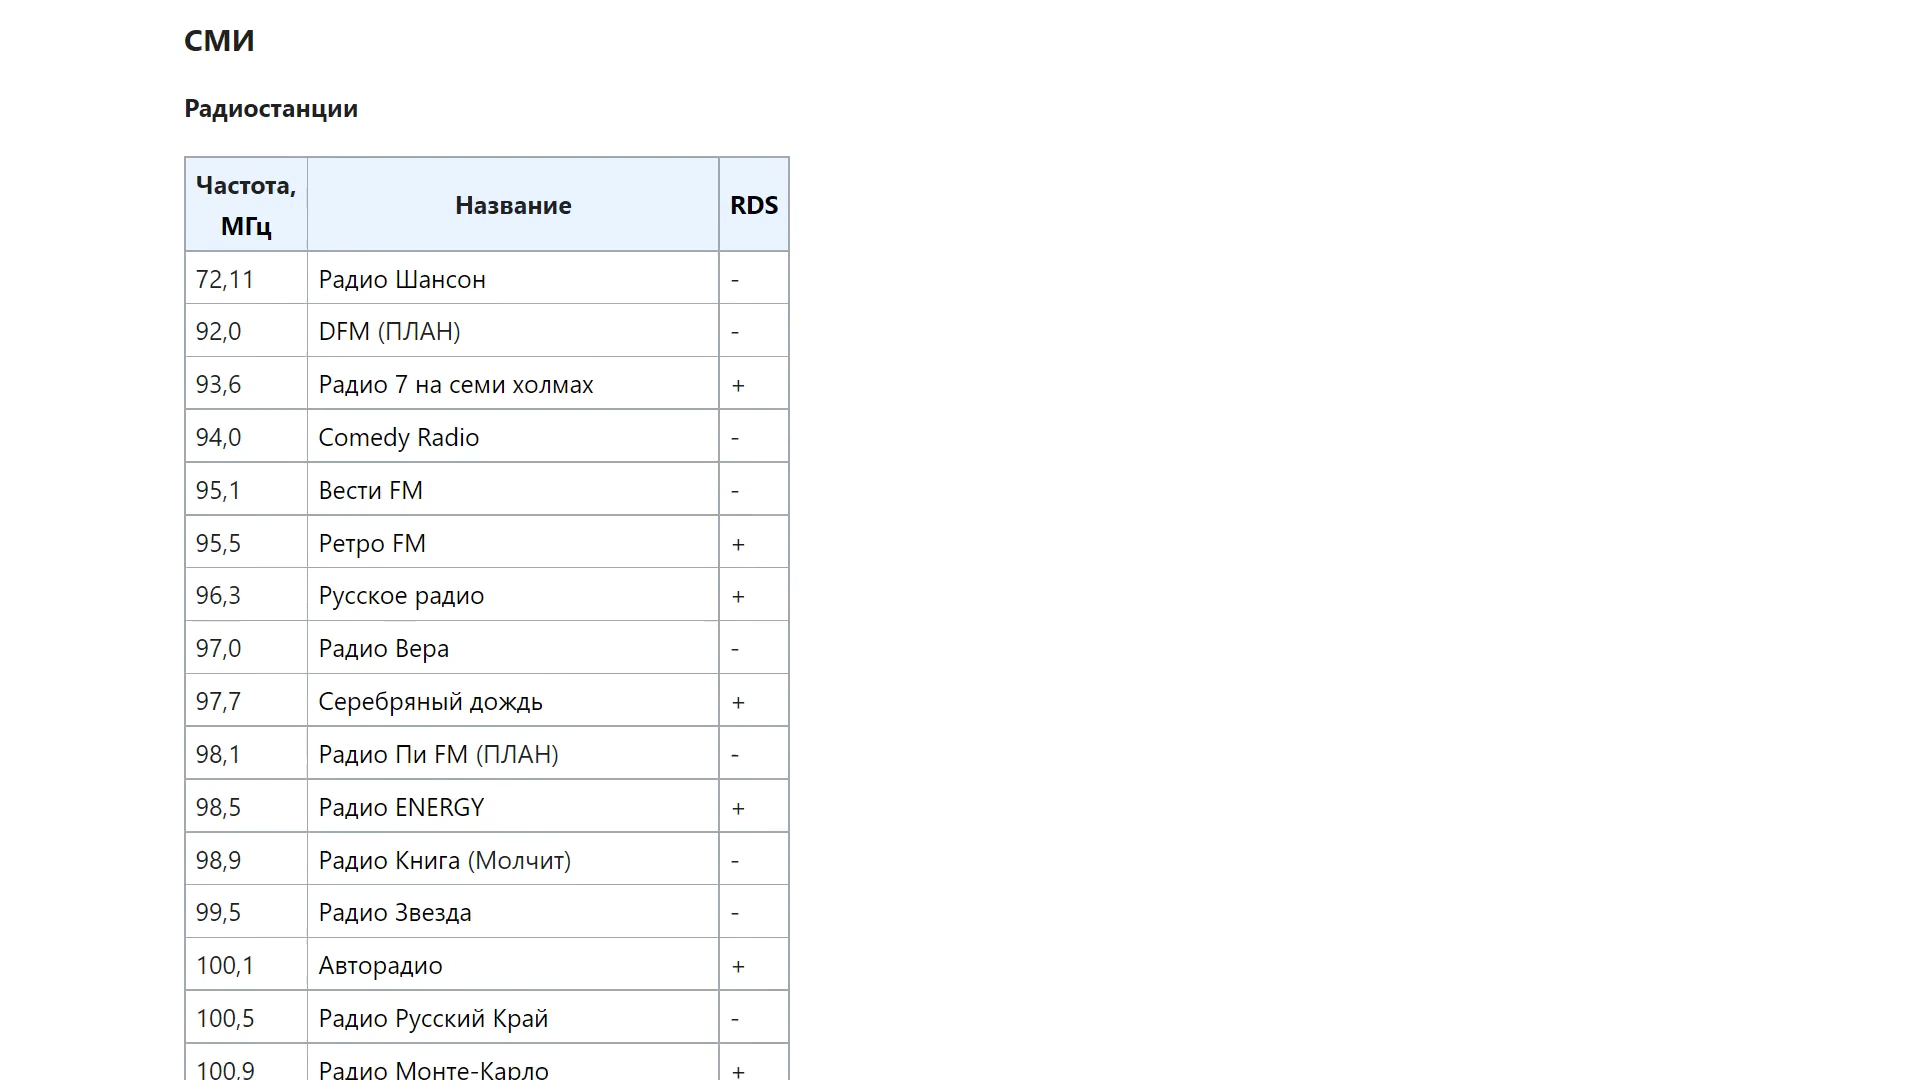 СМИ
Радиостанции
Частота, МГц Название RDS
72,11 Радио Шансон -
92,0 DFM (ПЛАН) -
93,6 Радио 7 на семи холмах +
94,0 Comedy Radio -
95,1 Вести FM -
95,5 Ретро FM +
96,3 Русское радио +
97,0 Радио Вера -
97,7 Серебряный дождь +
98,1 Радио Пи FM (ПЛАН) -
98,5 Радио ENERGY +
98,9 Радио Книга (Молчит) -
99,5 Радио Звезда -
100,1 Авторадио +
100,5 Радио Русский Край -
100,9 Радио Монте-Карло +